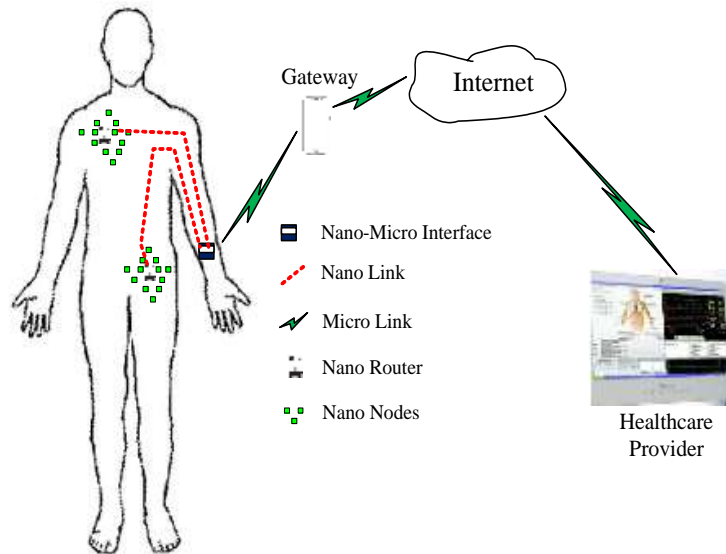 Gateway
Internet
Nano-Micro Interface
Nano Link
Micro Link
Nano Router
Nano Nodes
Healthcare
Provider